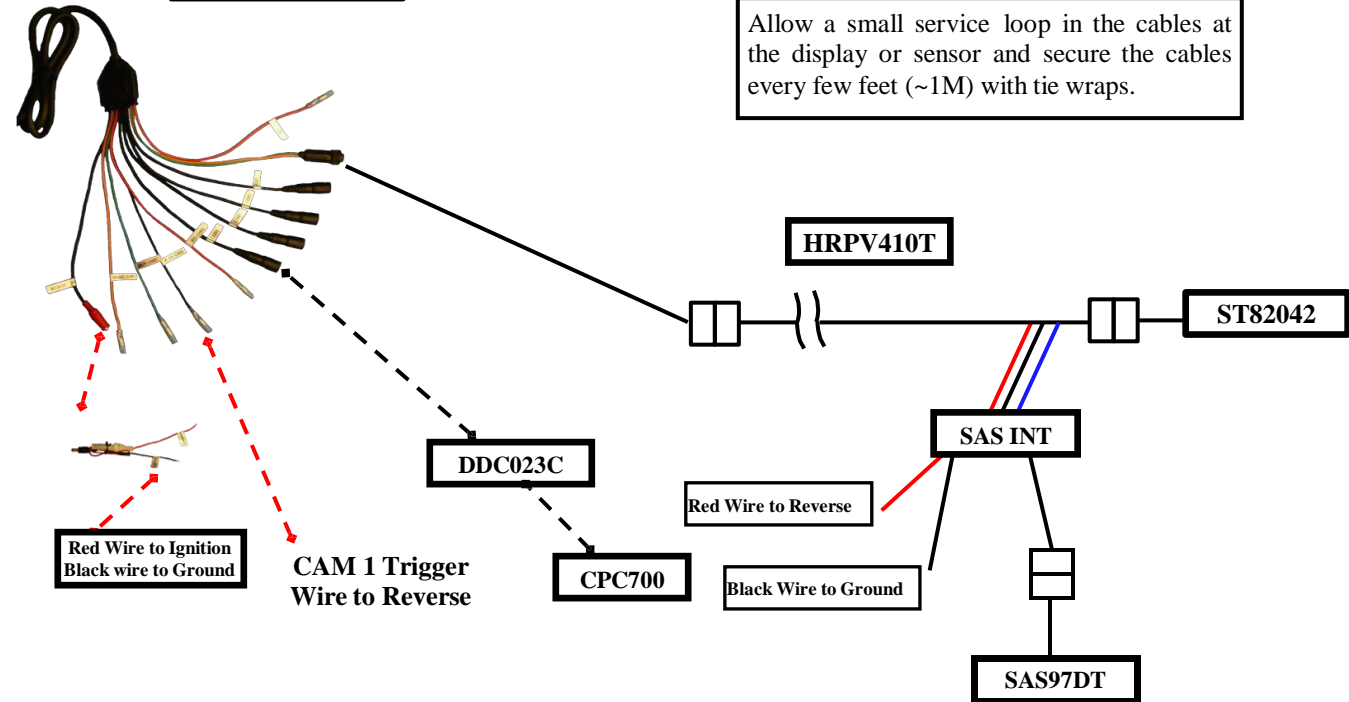 Allow a small service loop in the cables at
the display or sensor and secure the cables
every few feet (~1M) with tie wraps.
HRPV410T
ST82042
SAS INT
DDC023C
Red Wire to Reverse
Red Wire to Ignition
Black wire to Ground
CAM 1 Trigger
Wire to Reverse
CPC700
Black Wire to Ground
SAS97DT